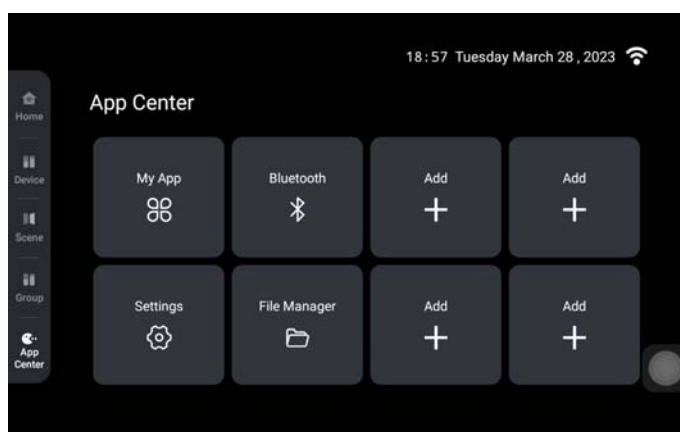 18:57 Tuesday March 28 , 2023
Home
Device
Scene
Group
App
Center
App Center
My App
Bluetooth
Add
Add
Settings
File Manager
Add
Add